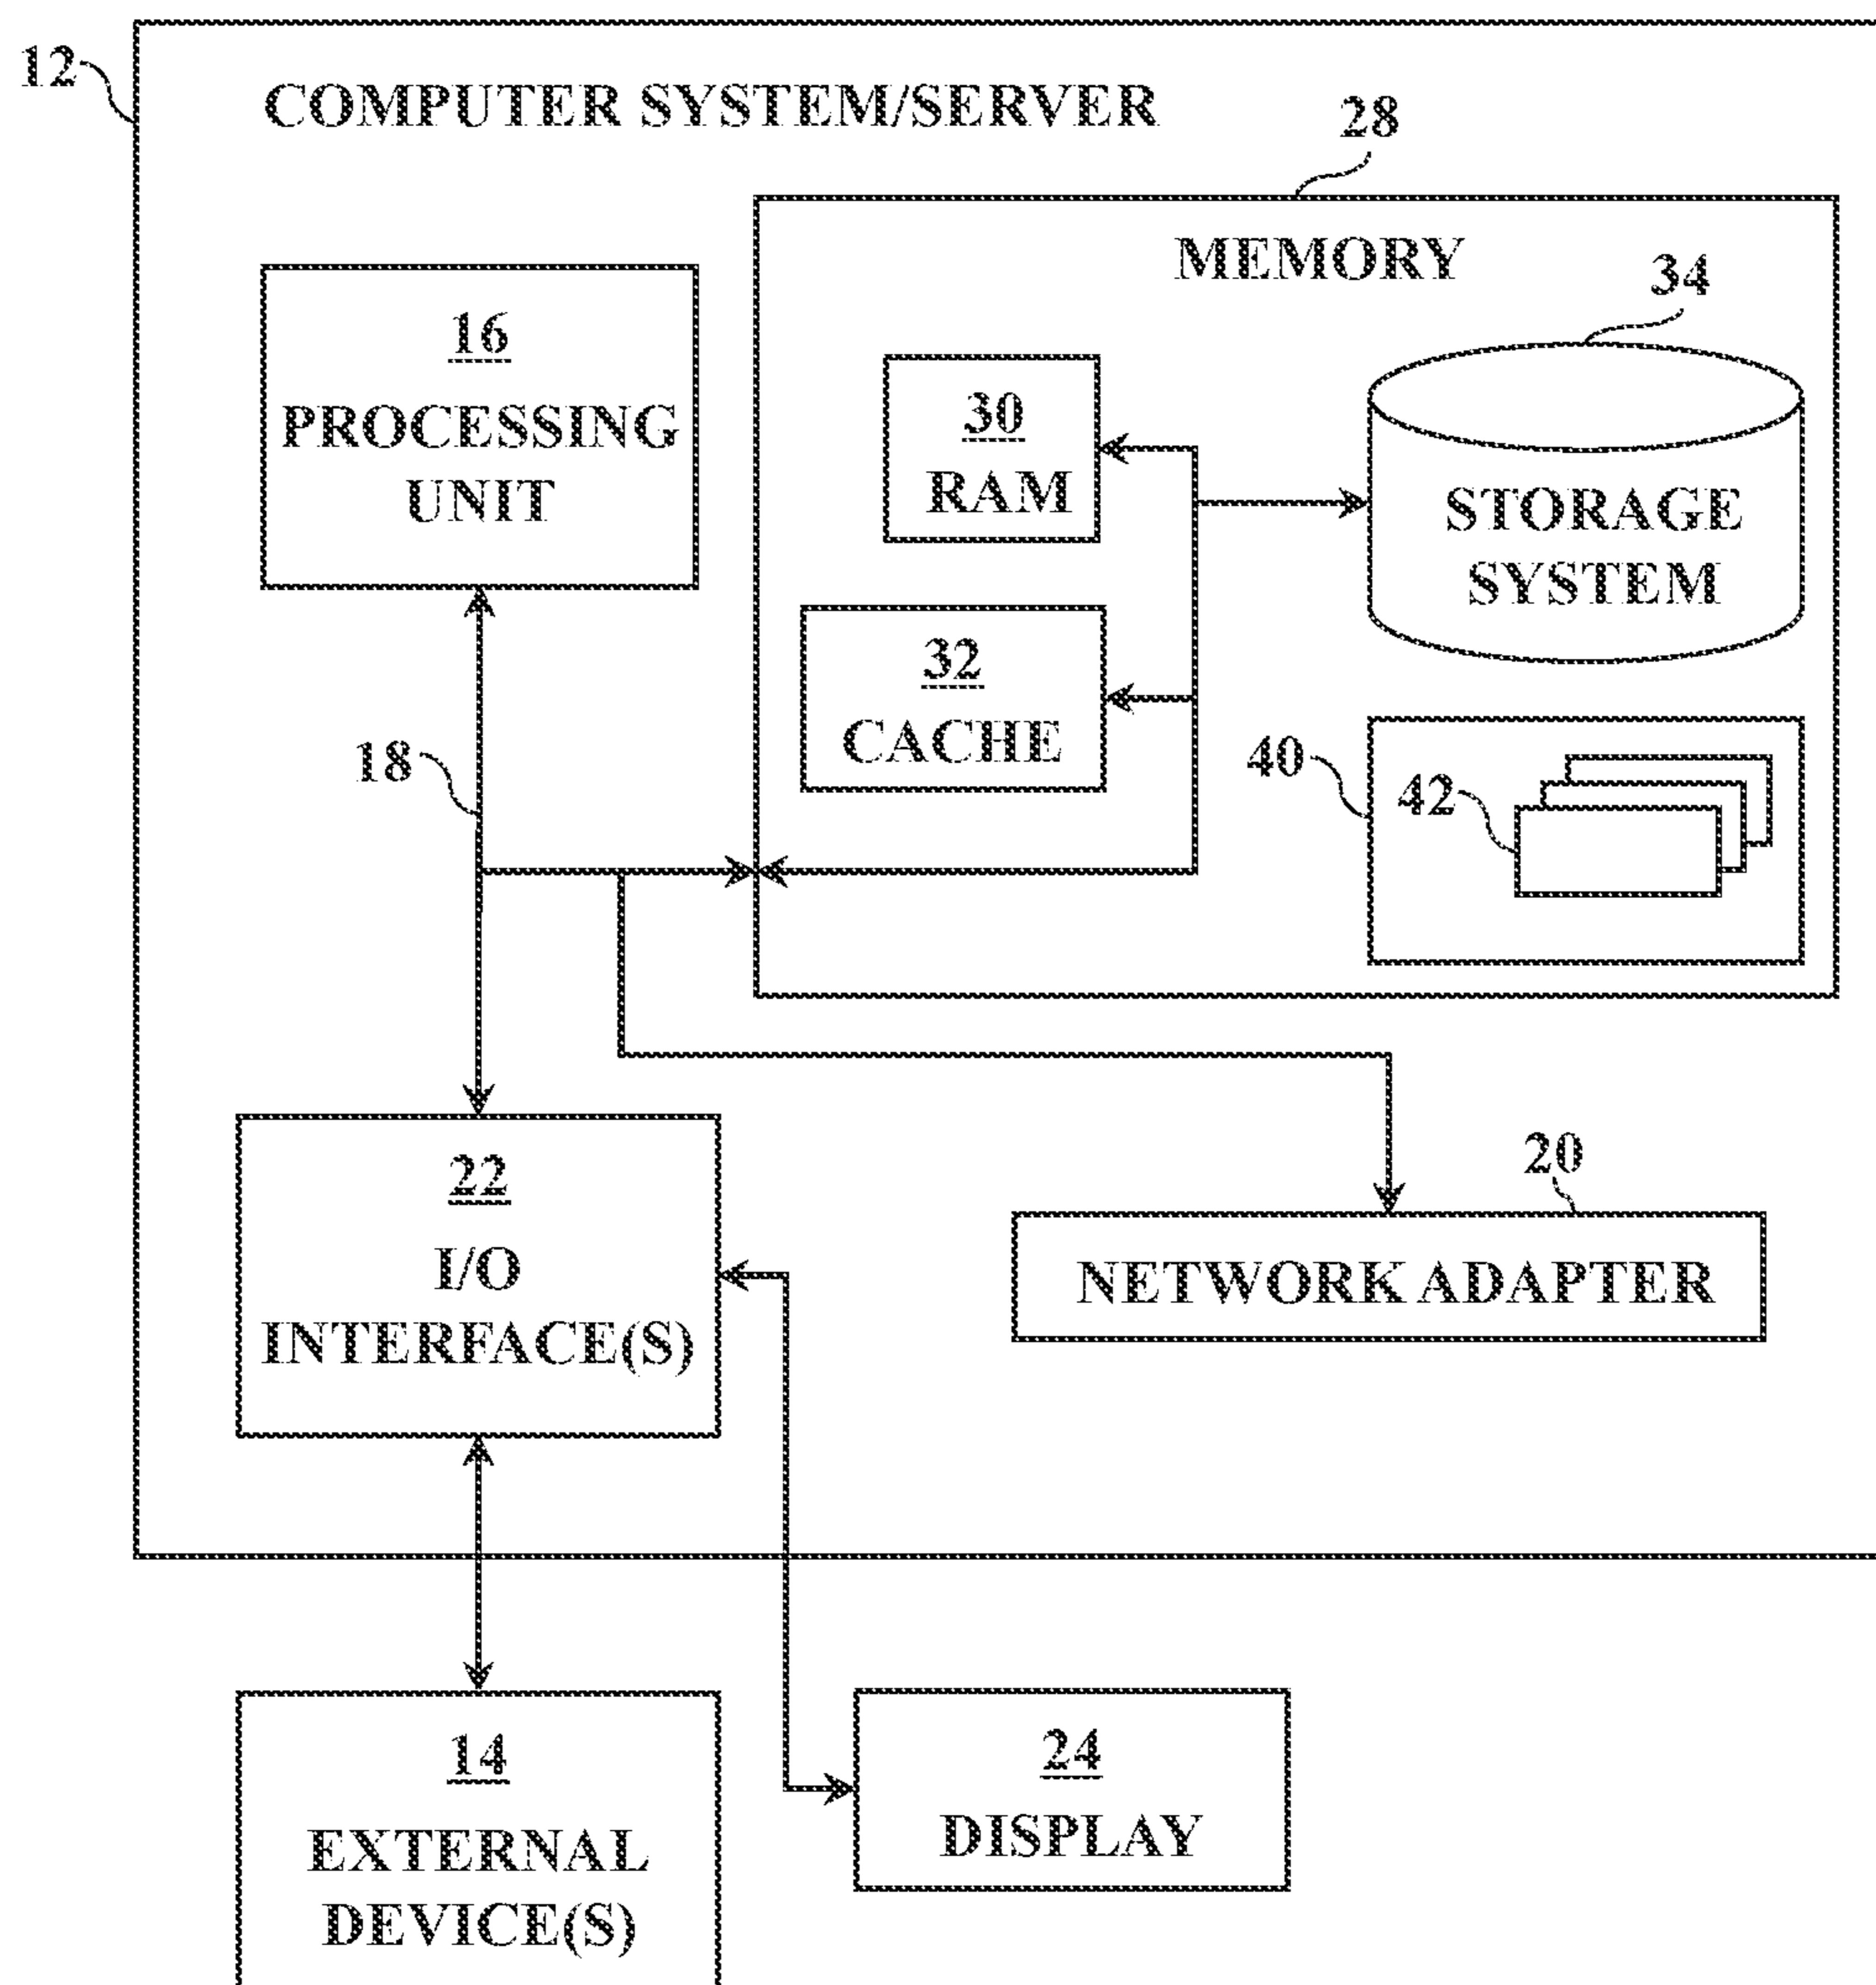 12
COMPUTER SYSTEM/SERVER
28
MEMORY
34
16
PROCESSING
UNIT
30
RAM
STORAGE
SYSTEM
32
CACHE
18
40
42
22
I/O
INTERFACE(S)
20
NETWORK ADAPTER
14
EXTERNAL
DEVICE(S)
24
DISPLAY